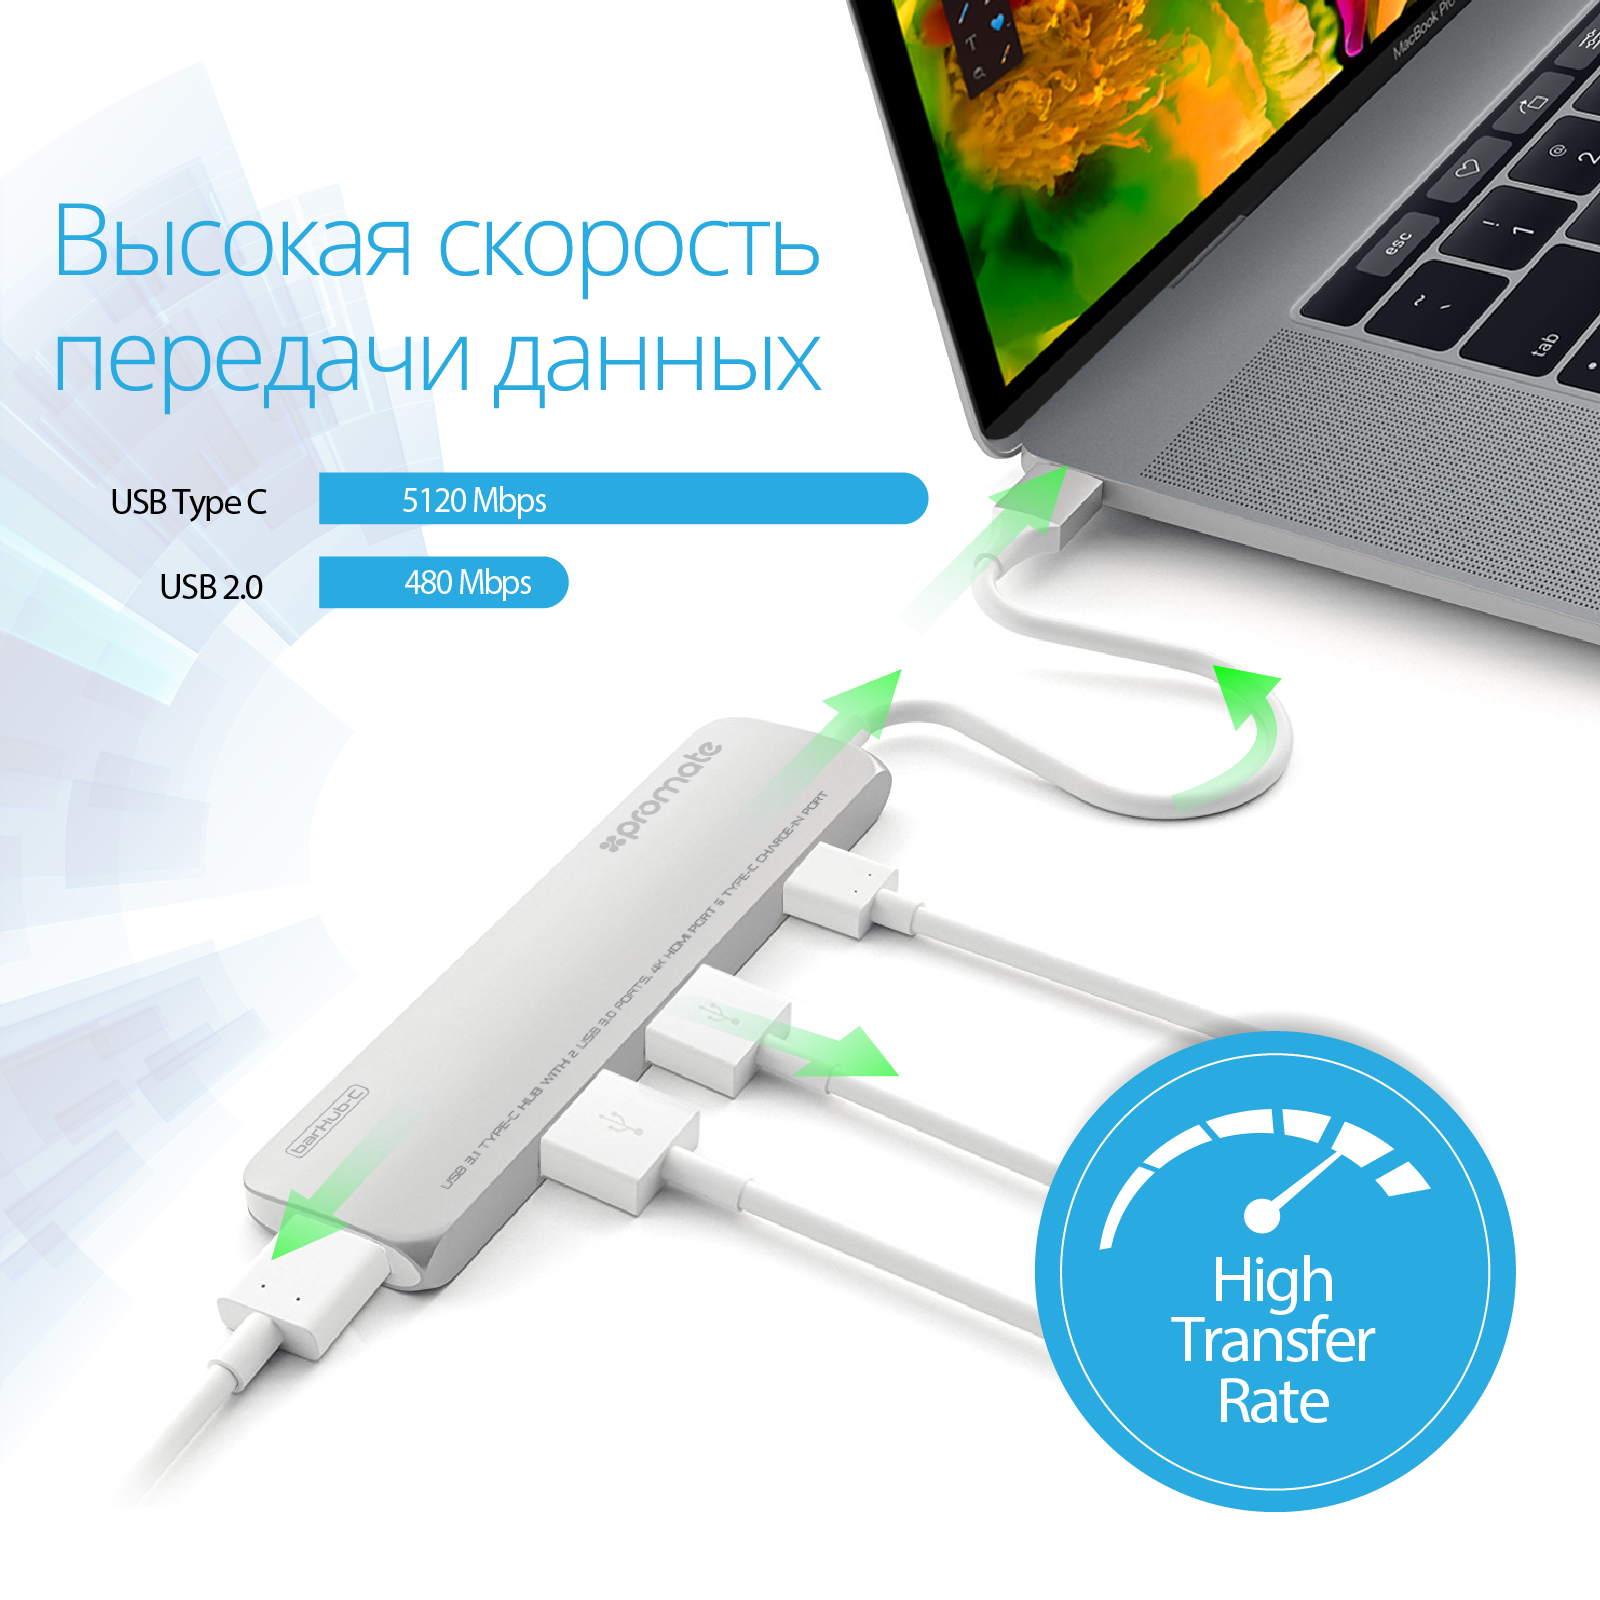 Высокая скорость
передачи данных
USB Type C
5120 Mbps
USB 2.0
480 Mbps
MacBook Pro
esc
tab
promate
USB 3.1 TYPE-C HUB WITH 2 USB 3.0 PORTS, 4K HDMI PORT & TYPE-C CHARGE-IN PORT
barHub-C
High
Transfer
Rate